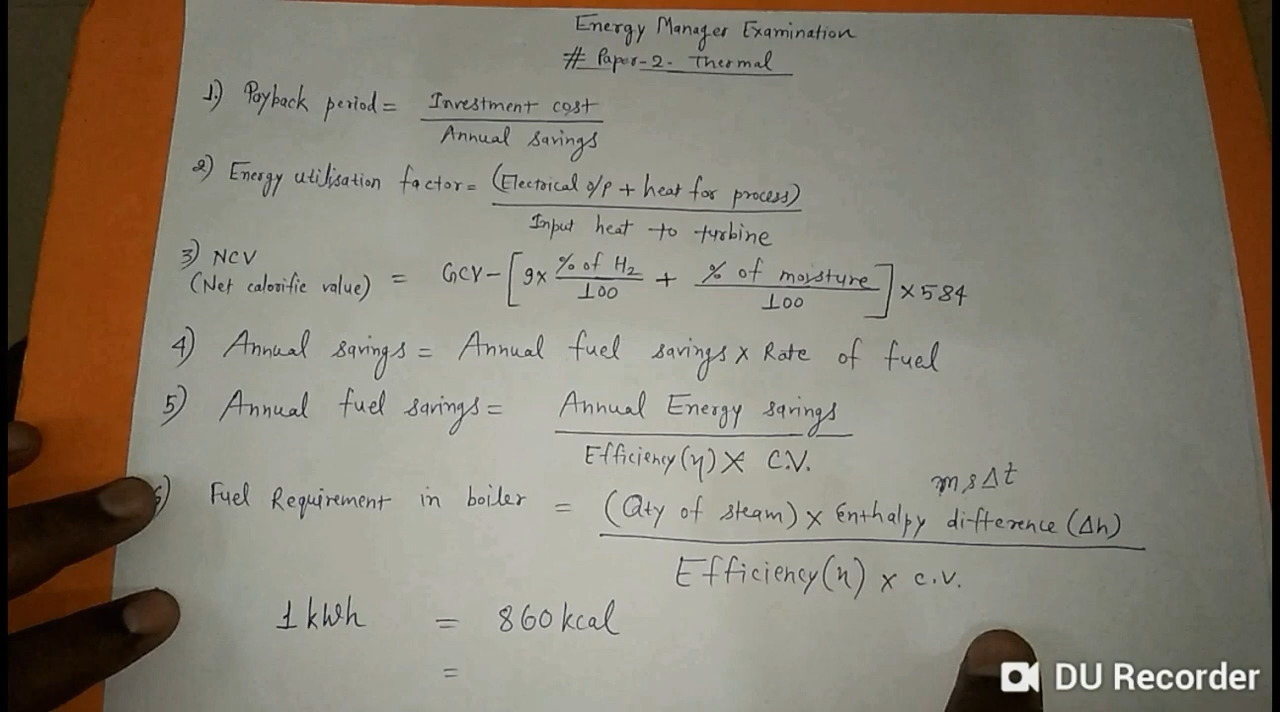 Energy Manager Examination
# Paper-2. Thermal
1.) Payback period = Investment cost / Annual savings
2) Energy utilisation factor = (Electrical o/p + heat for process) / Input heat to turbine
3) NCV
(Net calorific value) = GCV - [9 x % of H2 / 100 + % of moisture / 100] x 584
4) Annual savings = Annual fuel savings x Rate of fuel
5) Annual fuel savings = Annual Energy savings / Efficiency (η) x C.V.
m s Δt
6) Fuel Requirement in boiler = (Qty of steam) x Enthalpy difference (Δh) / Efficiency (η) x C.V.
1 kWh = 860 kcal
=
DU Recorder